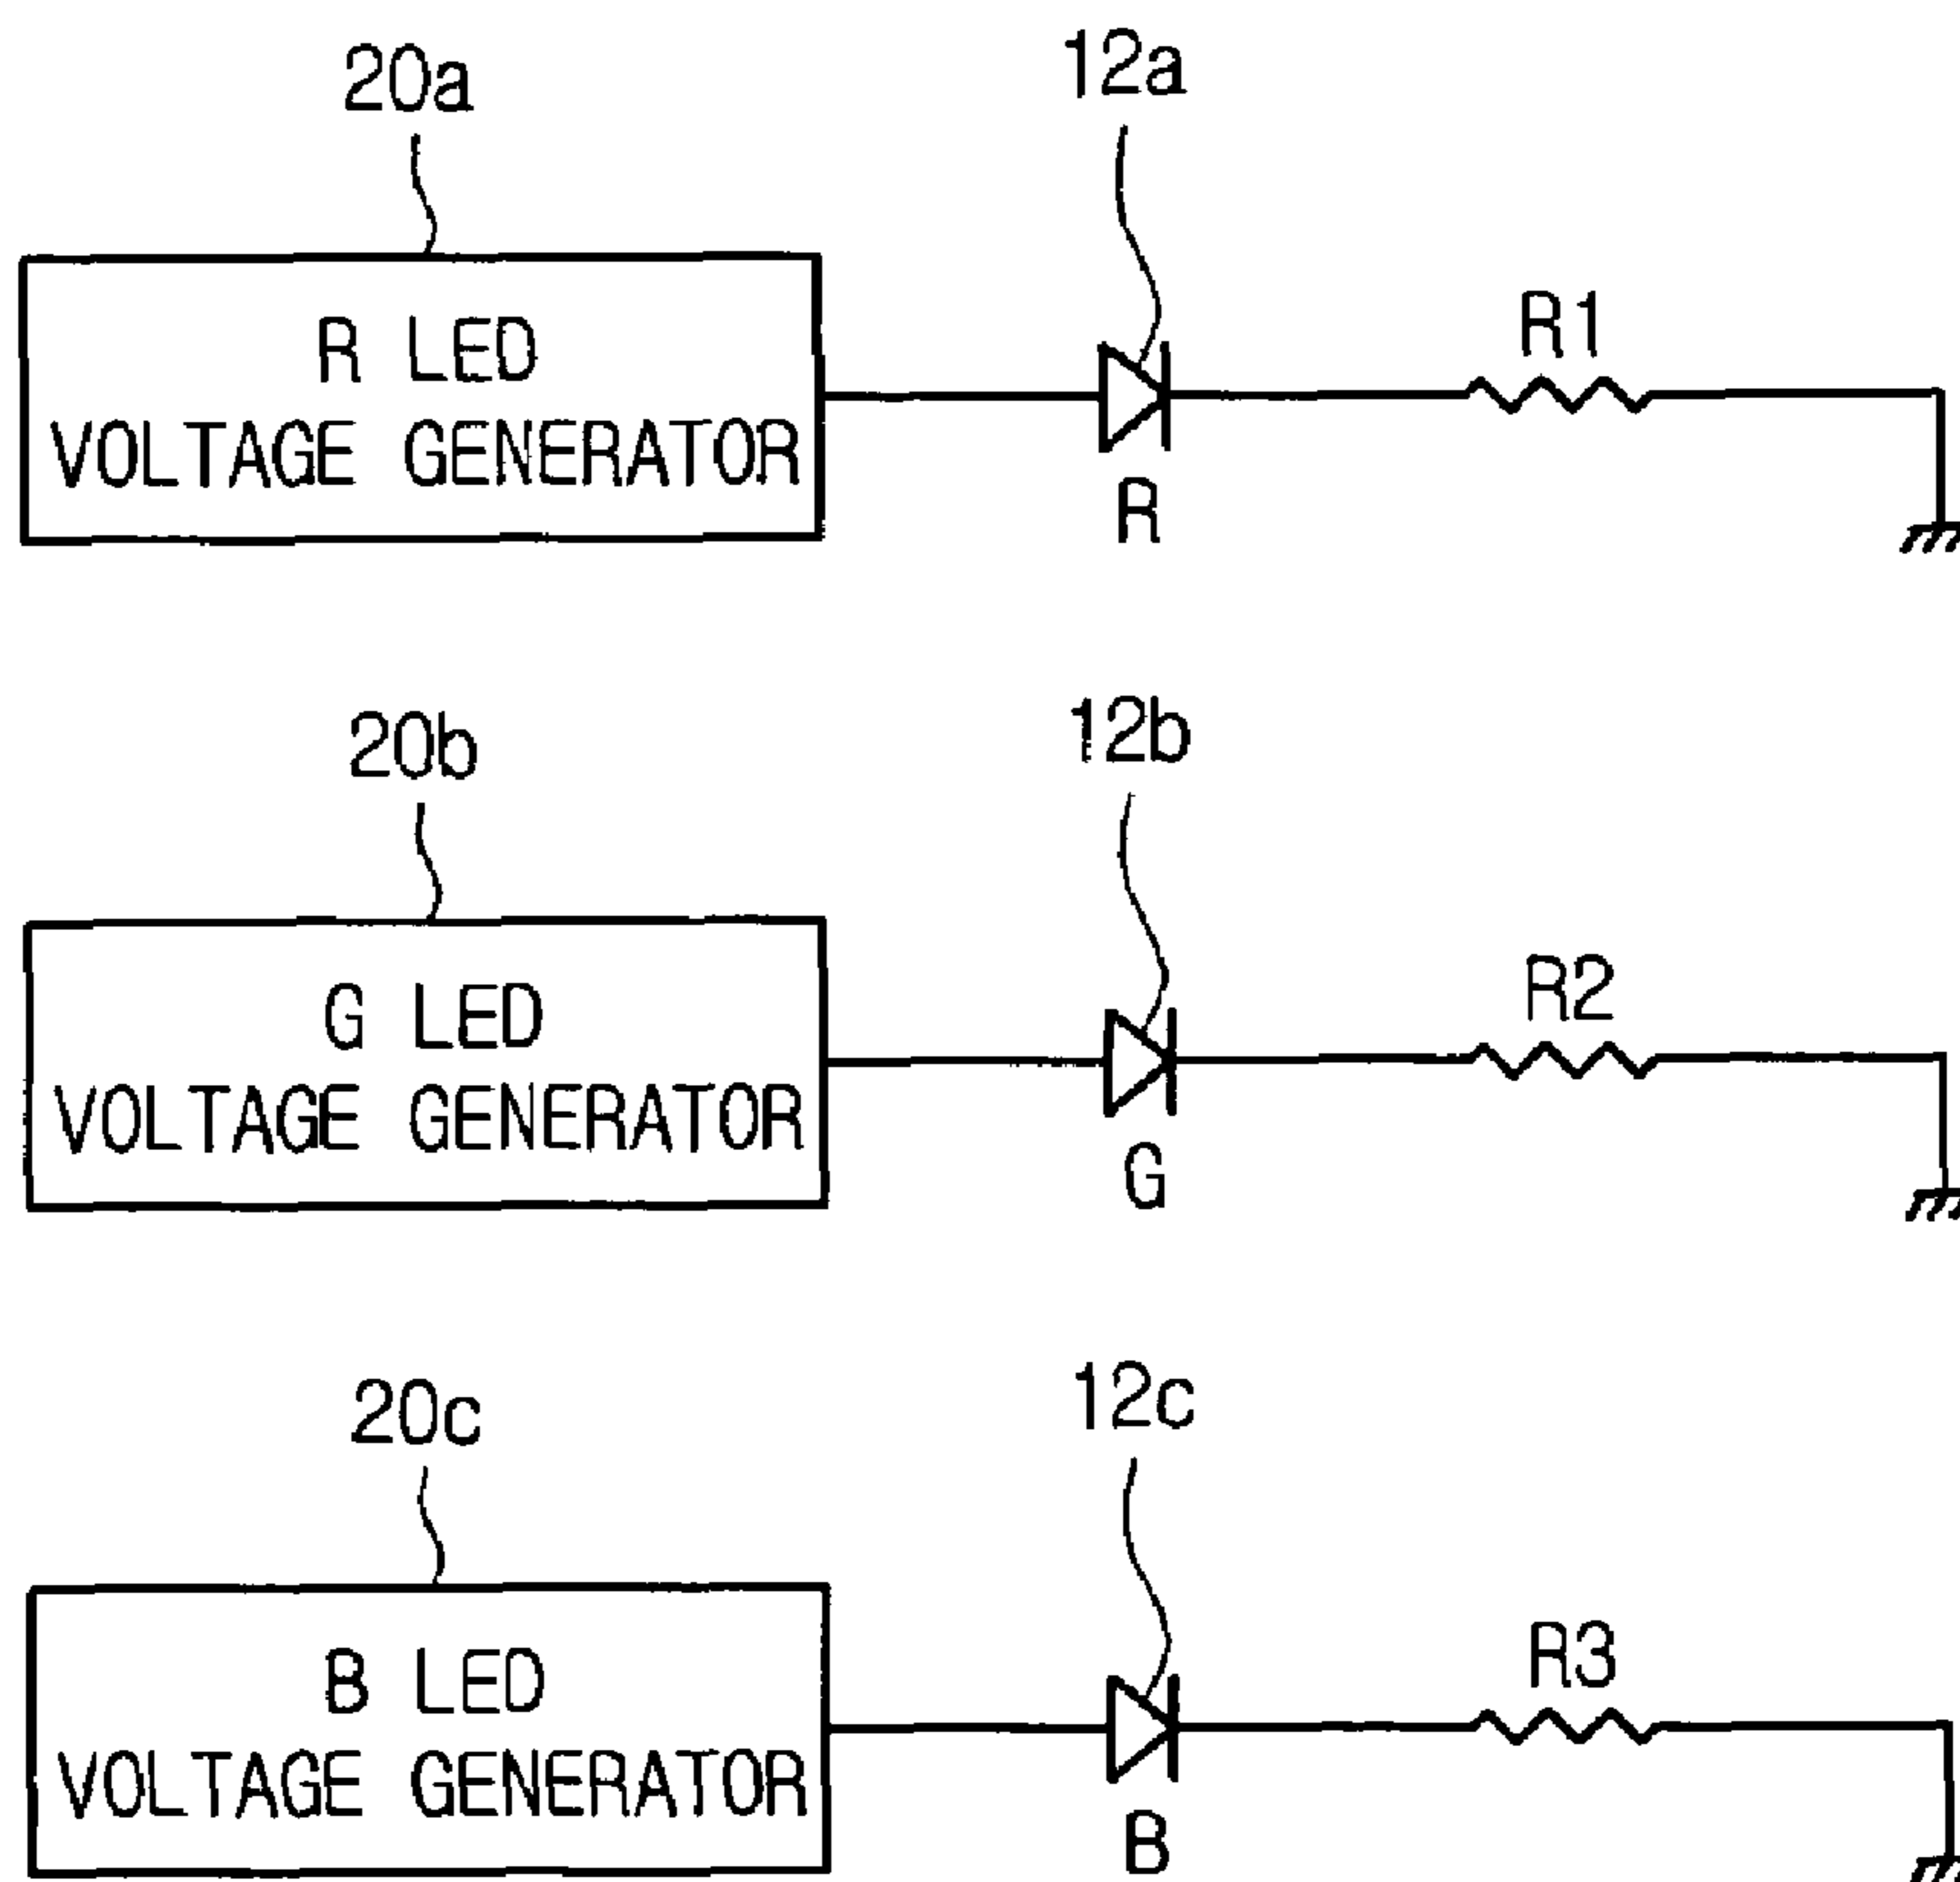 20a
12a
R LED
VOLTAGE GENERATOR
R1
R
20b
12b
G LED
VOLTAGE GENERATOR
R2
G
20c
12c
B LED
VOLTAGE GENERATOR
R3
B